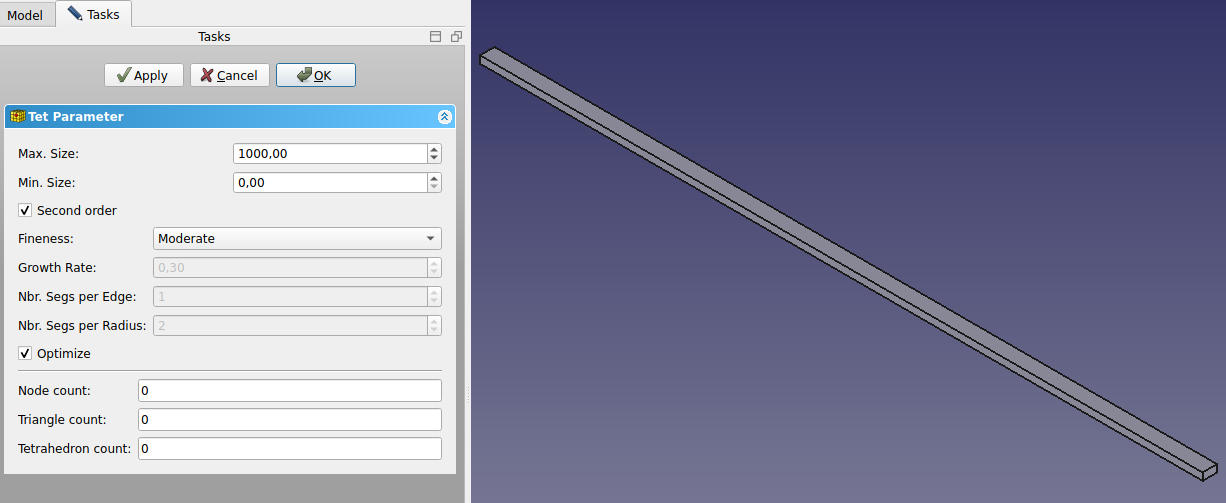 Model Tasks
Tasks
Apply Cancel OK
Tet Parameter
Max. Size: 1000,00
Min. Size: 0,00
Second order
Fineness: Moderate
Growth Rate: 0,30
Nbr. Segs per Edge: 1
Nbr. Segs per Radius: 2
Optimize
Node count: 0
Triangle count: 0
Tetrahedron count: 0